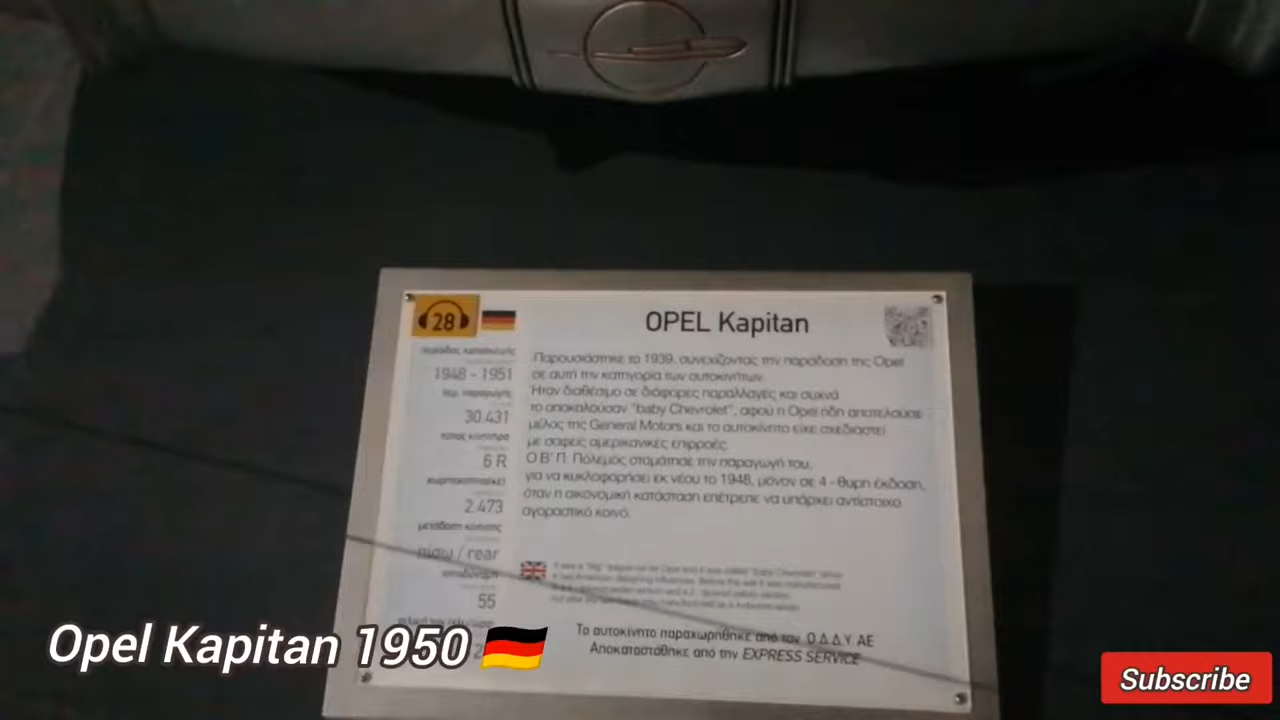 28
OPEL Kapitan
περίοδος κατασκευής
1948 - 1951
τεμ. παραγωγής
30.431
τύπος κινητήρα
6 R
2.473
μετάδοση κίνησης
πίσω / rear
ιπποδύναμη
55
Παρουσιάστηκε το 1939, συνεχίζοντας την παράδοση της Opel
σε αυτή την κατηγορία των αυτοκινήτων.
Ήταν διαθέσιμο σε διάφορες παραλλαγές και συχνά
το αποκαλούσαν "baby Chevrolet", αφού η Opel ήδη αποτελούσε
μέλος της General Motors και το αυτοκίνητο είχε σχεδιαστεί
με σαφείς αμερικανικές επιρροές.
Ο Β' Π. Πόλεμος σταμάτησε την παραγωγή του,
για να κυκλοφορήσει εκ νέου το 1948, μόνον σε 4 - θυρη έκδοση,
όταν η οικονομική κατάσταση επέτρεπε να υπάρχει αντίστοιχο
αγοραστικό κοινό.
Το αυτοκίνητο παραχωρήθηκε από τον Ο.Δ.Δ.Υ. ΑΕ
Αποκαταστάθηκε από την EXPRESS SERVICE
Opel Kapitan 1950
Subscribe